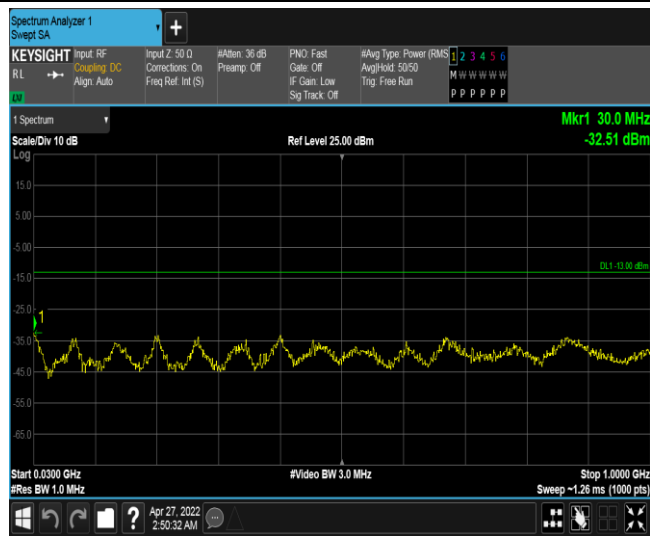 Spectrum Analyzer 1
Swept SA
+
KEYSIGHT
RL
Input: RF
Coupling: DC
Align: Auto
Input Z: 50 Ω
Corrections: On
Freq Ref: Int (S)
#Atten: 36 dB
Preamp: Off
PNO: Fast
Gate: Off
IF Gain: Low
Sig Track: Off
#Avg Type: Power (RMS
Avg|Hold: 50/50
Trig: Free Run
1 2 3 4 5 6
M W W W W W
P P P P P P
1 Spectrum
Scale/Div 10 dB
Ref Level 25.00 dBm
Mkr1 30.0 MHz
-32.51 dBm
Log
15.0
5.00
-5.00
DL1 -13.00 dBm
-15.0
-25.0
1
-35.0
-45.0
-55.0
-65.0
Start 0.0300 GHz
#Video BW 3.0 MHz
Stop 1.0000 GHz
#Res BW 1.0 MHz
Sweep ~1.26 ms (1000 pts)
?
Apr 27, 2022
2:50:32 AM